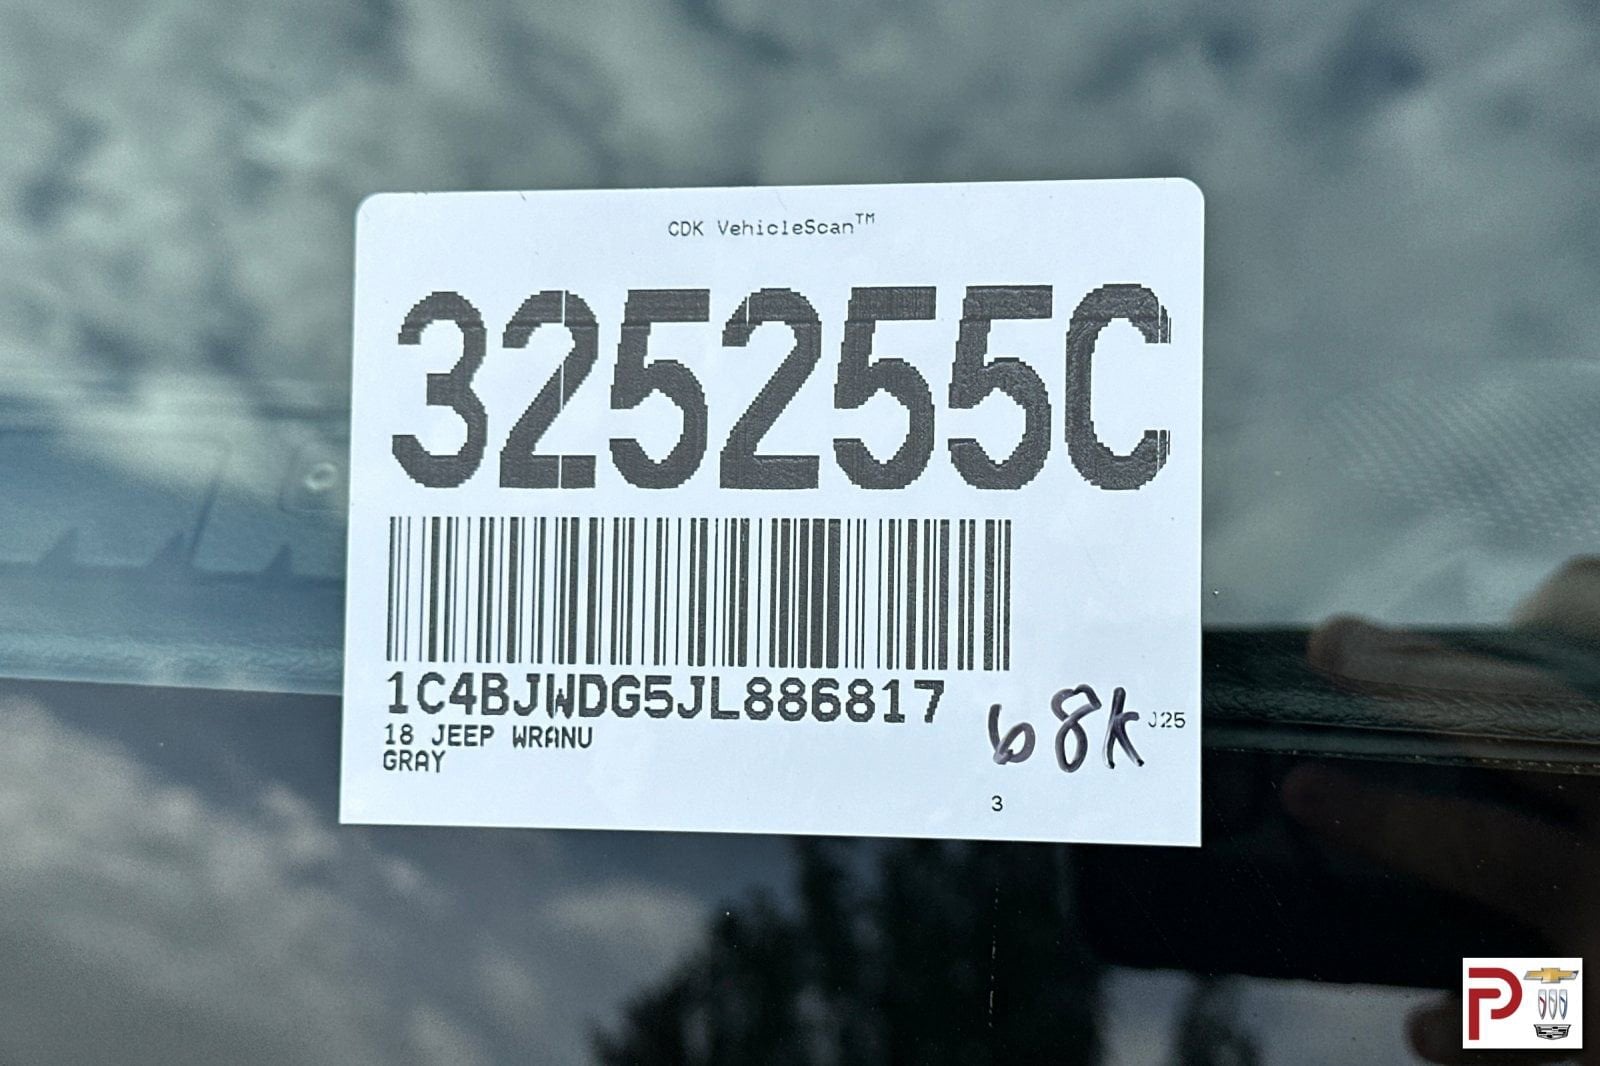 CDK VehicleScan™
325255C
1C4BJWDG5JL886817
18 JEEP WRANU
GRAY
68k
J25
3
P